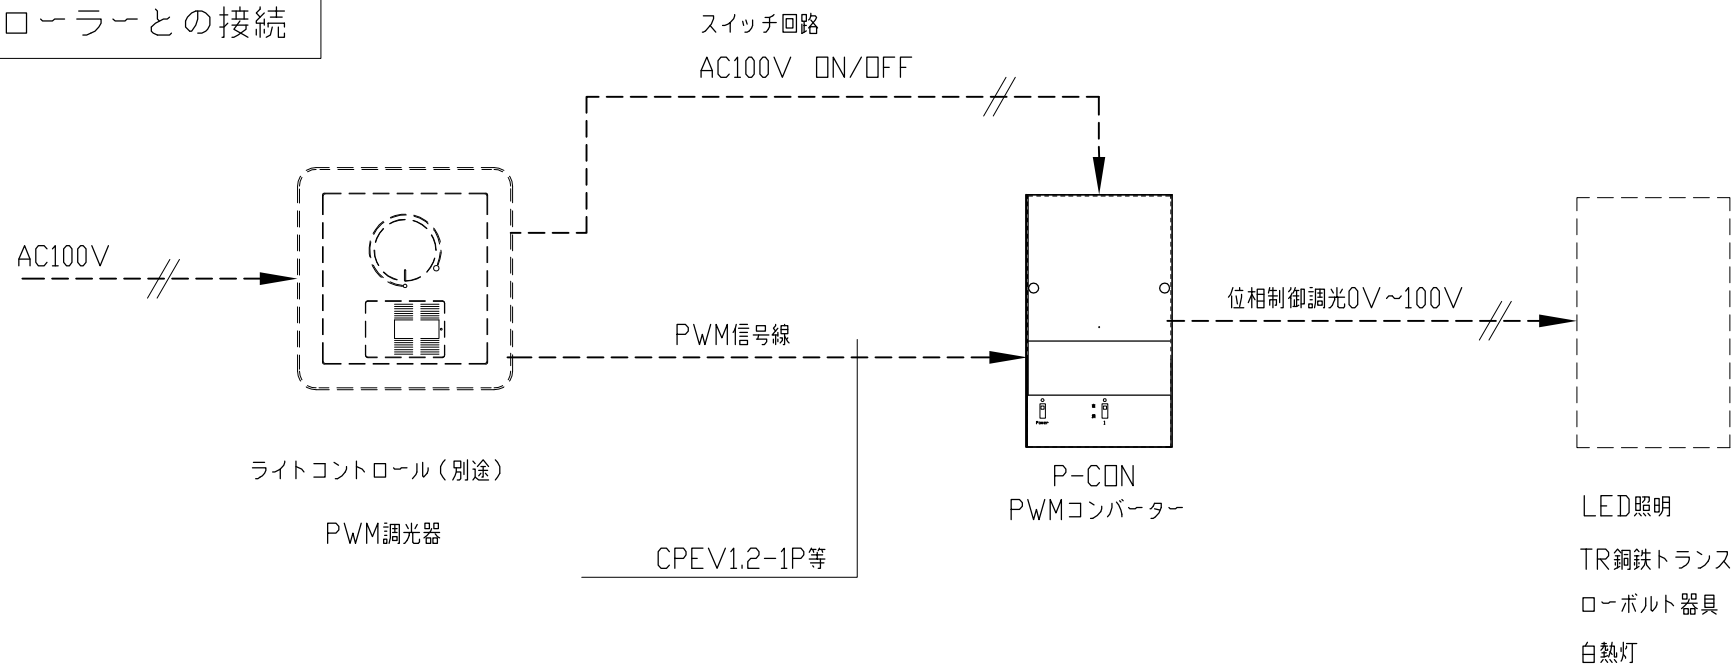 ローラーとの接続
スイッチ回路
AC100V ON/OFF
AC100V
PWM信号線
位相制御調光0V～100V
Power
1
ライトコントロール（別途）
PWM調光器
P-CON
PWMコンバーター
CPEV1.2-1P等
LED照明
TR銅鉄トランス
ローボルト器具
白熱灯